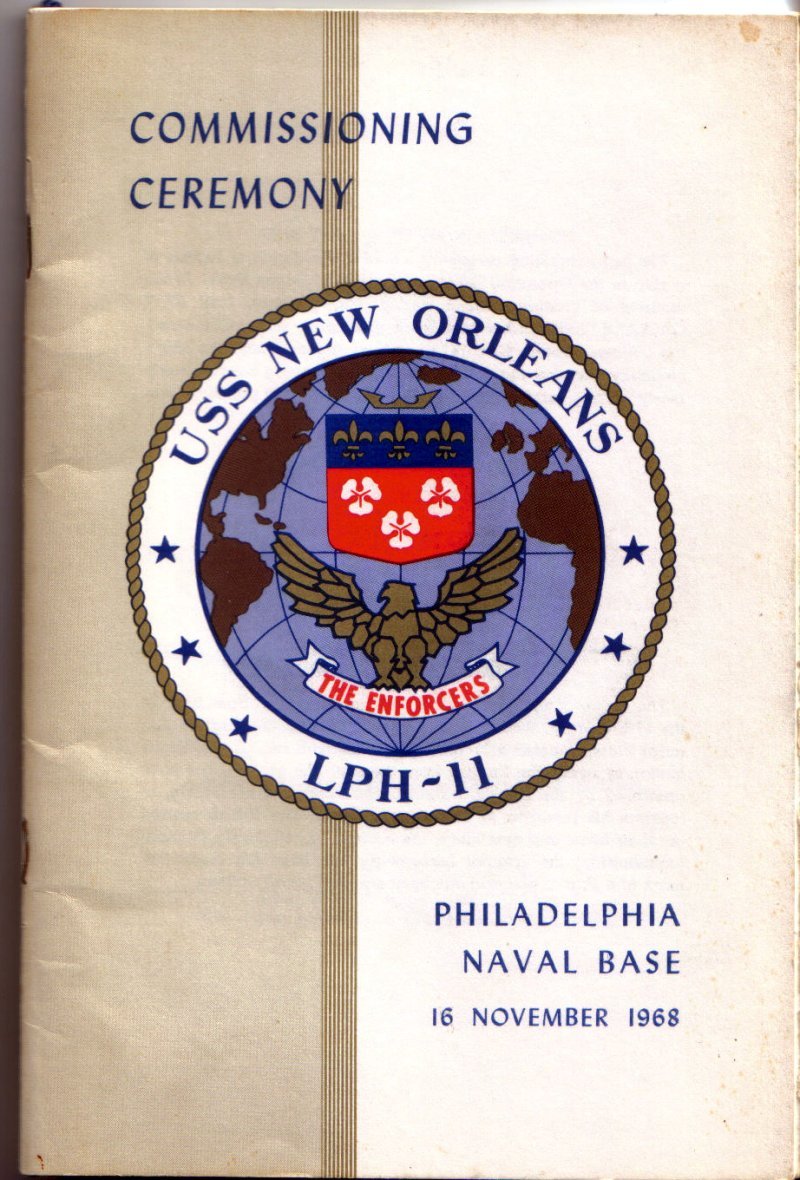 COMMISSIONING
CEREMONY
USS NEW ORLEANS
THE ENFORCERS
LPH-11
PHILADELPHIA
NAVAL BASE
16 NOVEMBER 1968